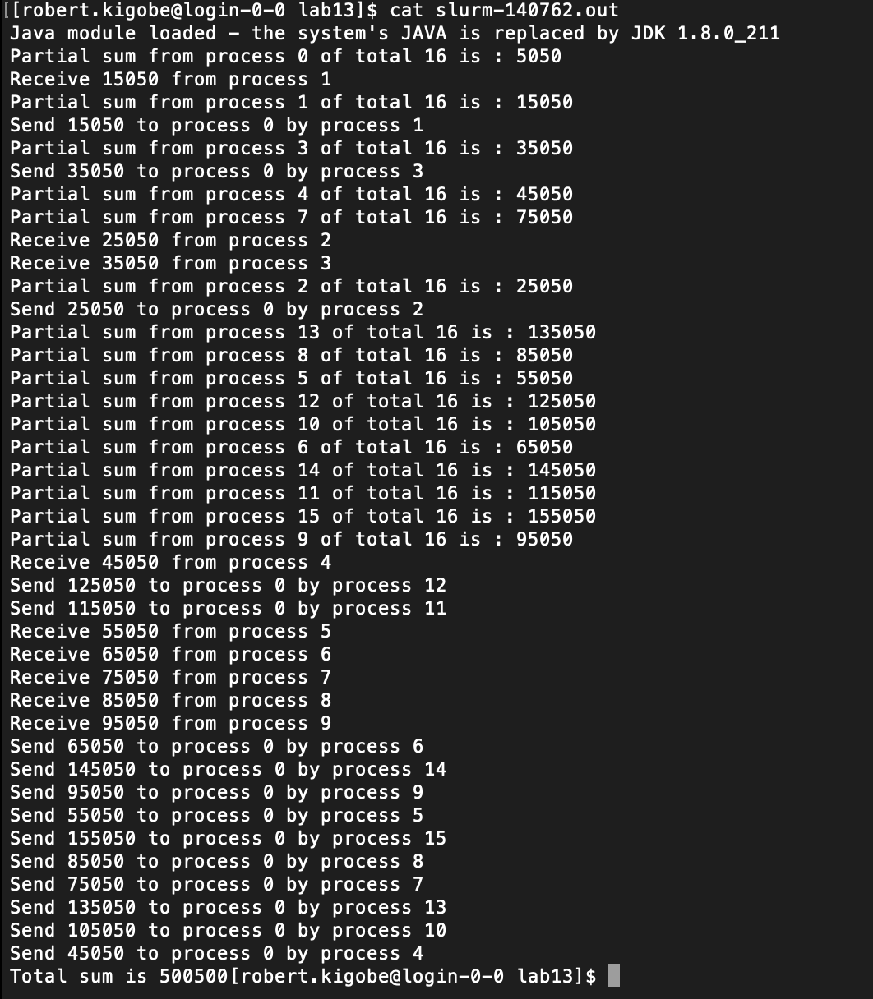 [[robert.kigobe@login-0-0 lab13]$ cat slurm-140762.out
Java module loaded – the system's JAVA is replaced by JDK 1.8.0_211
Partial sum from process 0 of total 16 is : 5050
Receive 15050 from process 1
Partial sum from process 1 of total 16 is : 15050
Send 15050 to process 0 by process 1
Partial sum from process 3 of total 16 is : 35050
Send 35050 to process 0 by process 3
Partial sum from process 4 of total 16 is : 45050
Partial sum from process 7 of total 16 is : 75050
Receive 25050 from process 2
Receive 35050 from process 3
Partial sum from process 2 of total 16 is : 25050
Send 25050 to process 0 by process 2
Partial sum from process 13 of total 16 is : 135050
Partial sum from process 8 of total 16 is : 85050
Partial sum from process 5 of total 16 is : 55050
Partial sum from process 12 of total 16 is : 125050
Partial sum from process 10 of total 16 is : 105050
Partial sum from process 6 of total 16 is : 65050
Partial sum from process 14 of total 16 is : 145050
Partial sum from process 11 of total 16 is : 115050
Partial sum from process 15 of total 16 is : 155050
Partial sum from process 9 of total 16 is : 95050
Receive 45050 from process 4
Send 125050 to process 0 by process 12
Send 115050 to process 0 by process 11
Receive 55050 from process 5
Receive 65050 from process 6
Receive 75050 from process 7
Receive 85050 from process 8
Receive 95050 from process 9
Send 65050 to process 0 by process 6
Send 145050 to process 0 by process 14
Send 95050 to process 0 by process 9
Send 55050 to process 0 by process 5
Send 155050 to process 0 by process 15
Send 85050 to process 0 by process 8
Send 75050 to process 0 by process 7
Send 135050 to process 0 by process 13
Send 105050 to process 0 by process 10
Send 45050 to process 0 by process 4
Total sum is 500500[robert.kigobe@login-0-0 lab13]$